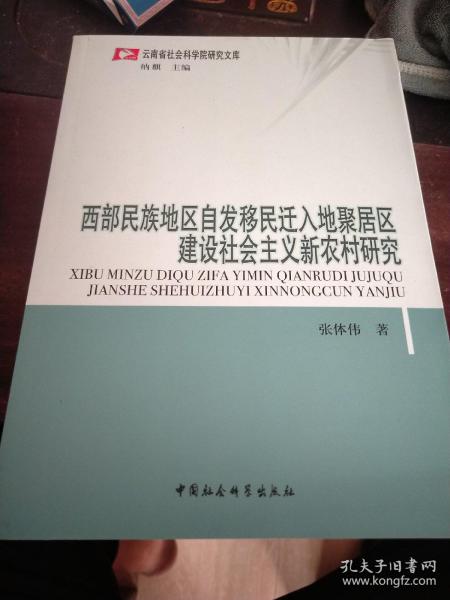 云南省社会科学院研究文库
纳麒 主编
西部民族地区自发移民迁入地聚居区
建设社会主义新农村研究
XIBU MINZU DIQU ZIFA YIMIN QIANRUDI JUJUQU
JIANSHE SHEHUIZHUYI XINNONGCUN YANJIU
张体伟 著
中国社会科学出版社
孔夫子旧书网
www.kongfz.com